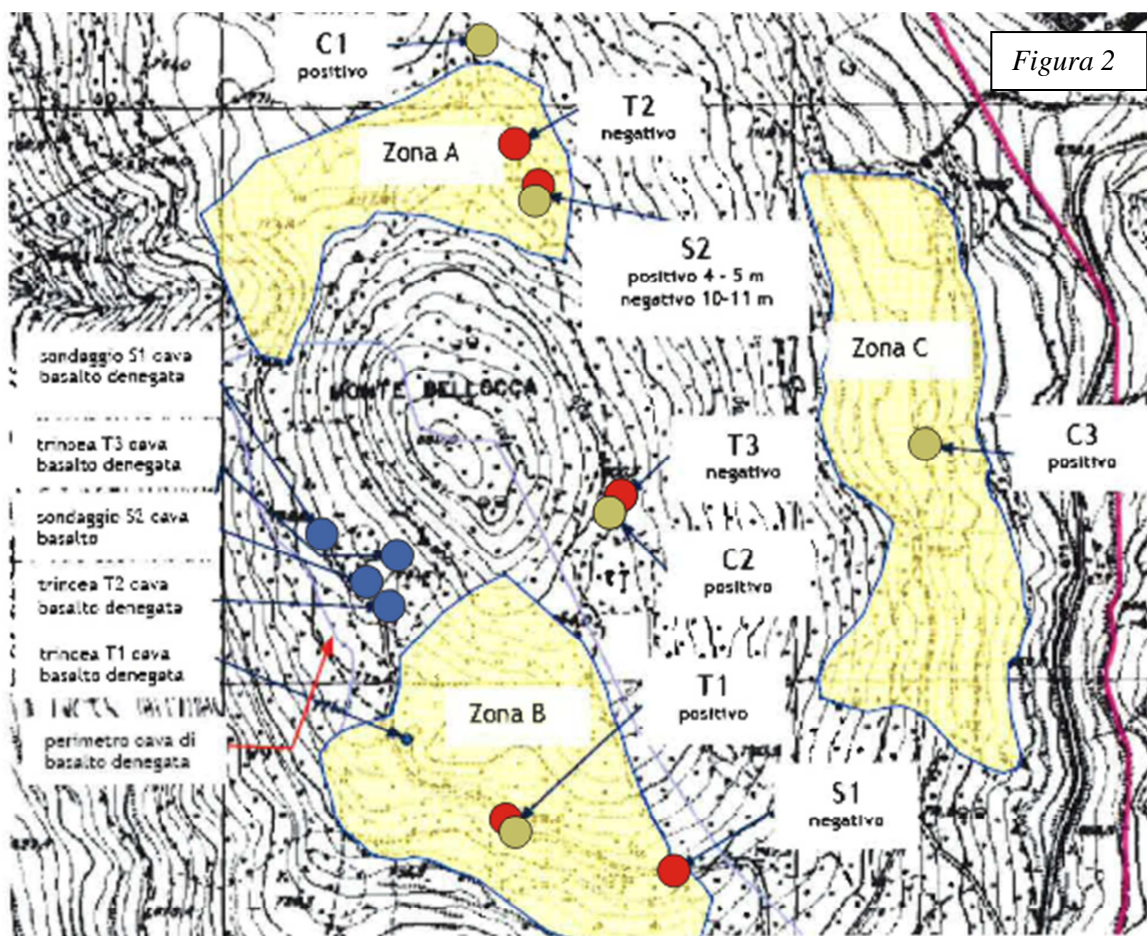 Figura 2
C1
positivo
T2
negativo
Zona A
S2
positivo 4 - 5 m
negativo 10-11 m
sondaggio S1 cava
basalto denegata
Zona C
MONTE BELLOCCA
trincea T3 cava
basalto denegata
T3
negativo
C3
positivo
sondaggio S2 cava
basalto
C2
positivo
trincea T2 cava
basalto denegata
trincea T1 cava
basalto denegata
T1
positivo
Zona B
perimetro cava di
basalto denegata
S1
negativo